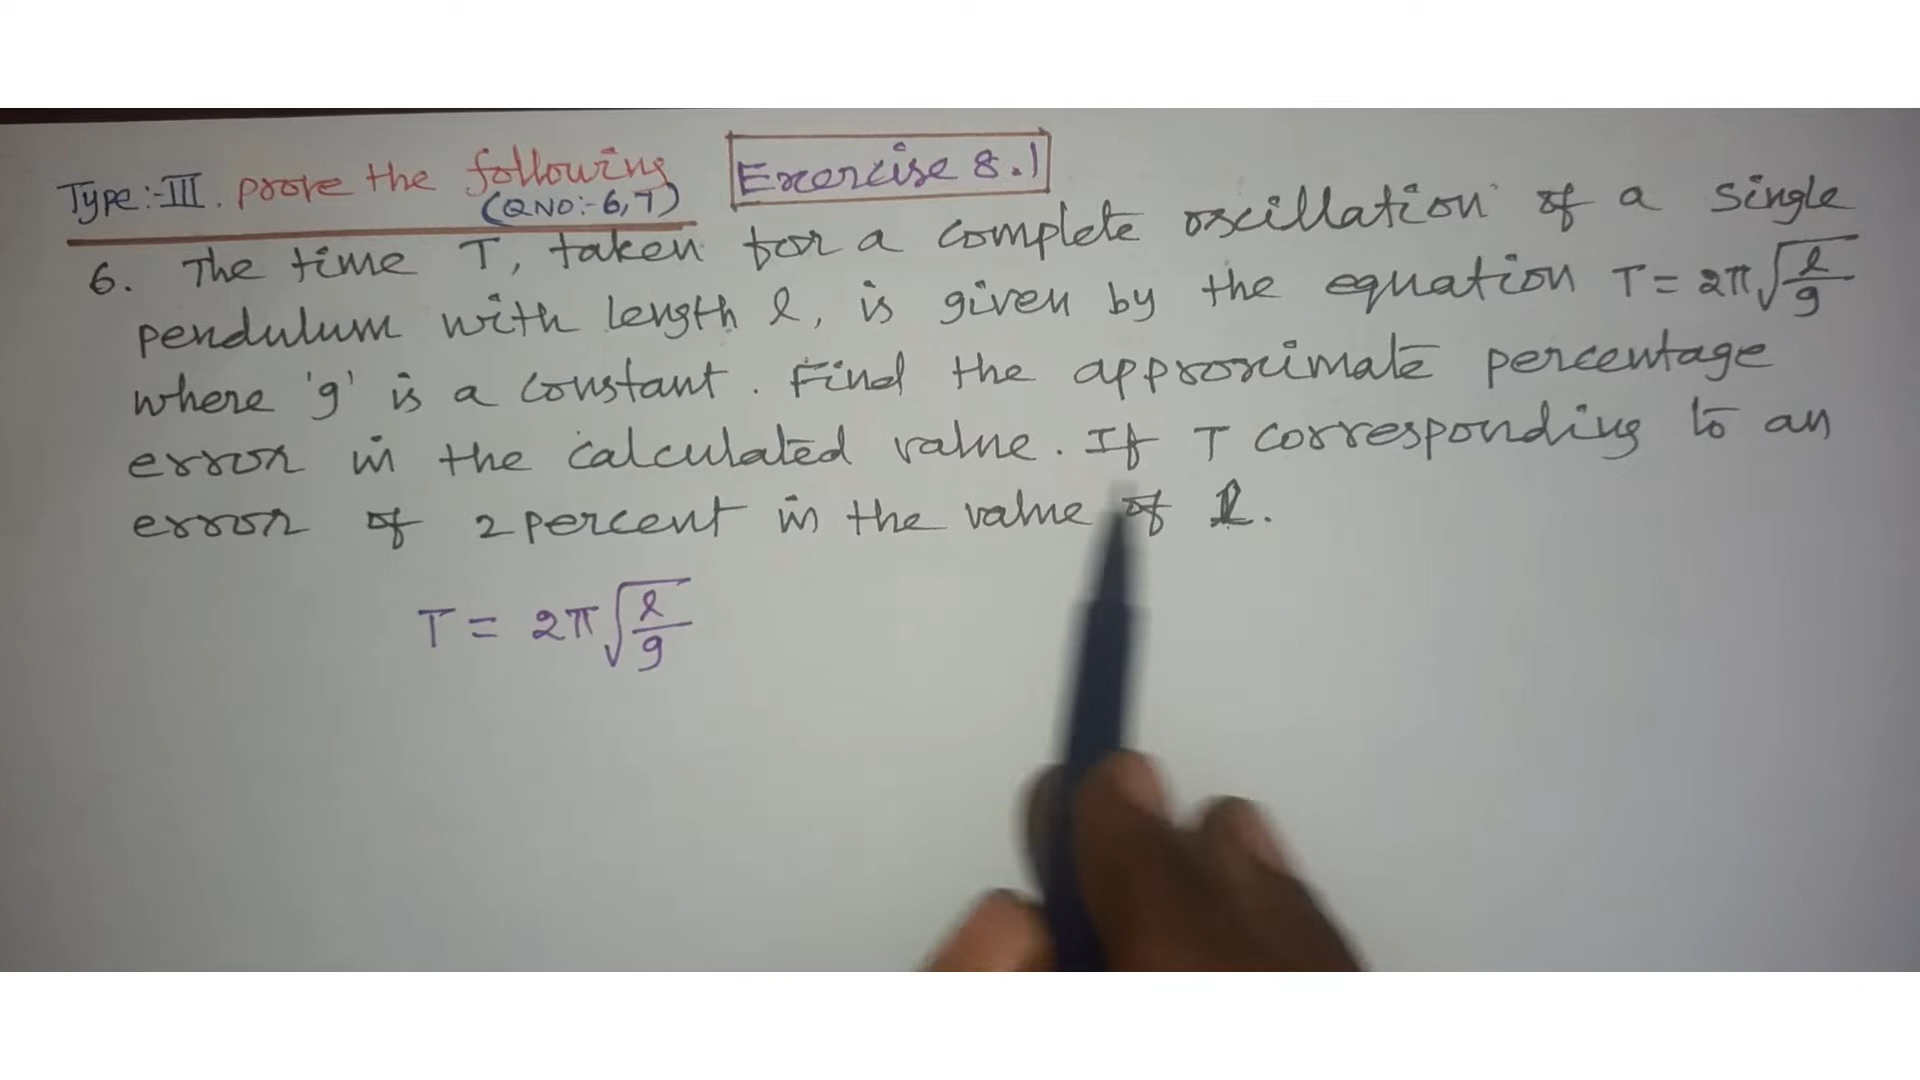 Type:-III. prove the following
(QNO:-6,7)
Exercise 8.1
6. The time T, taken for a complete oscillation of a single
pendulum with length l, is given by the equation T = 2π√(l/g)
where 'g' is a constant. Find the approximate percentage
error in the calculated value. If T corresponding to an
error of 2 percent in the value of l.
T = 2π√(l/g)